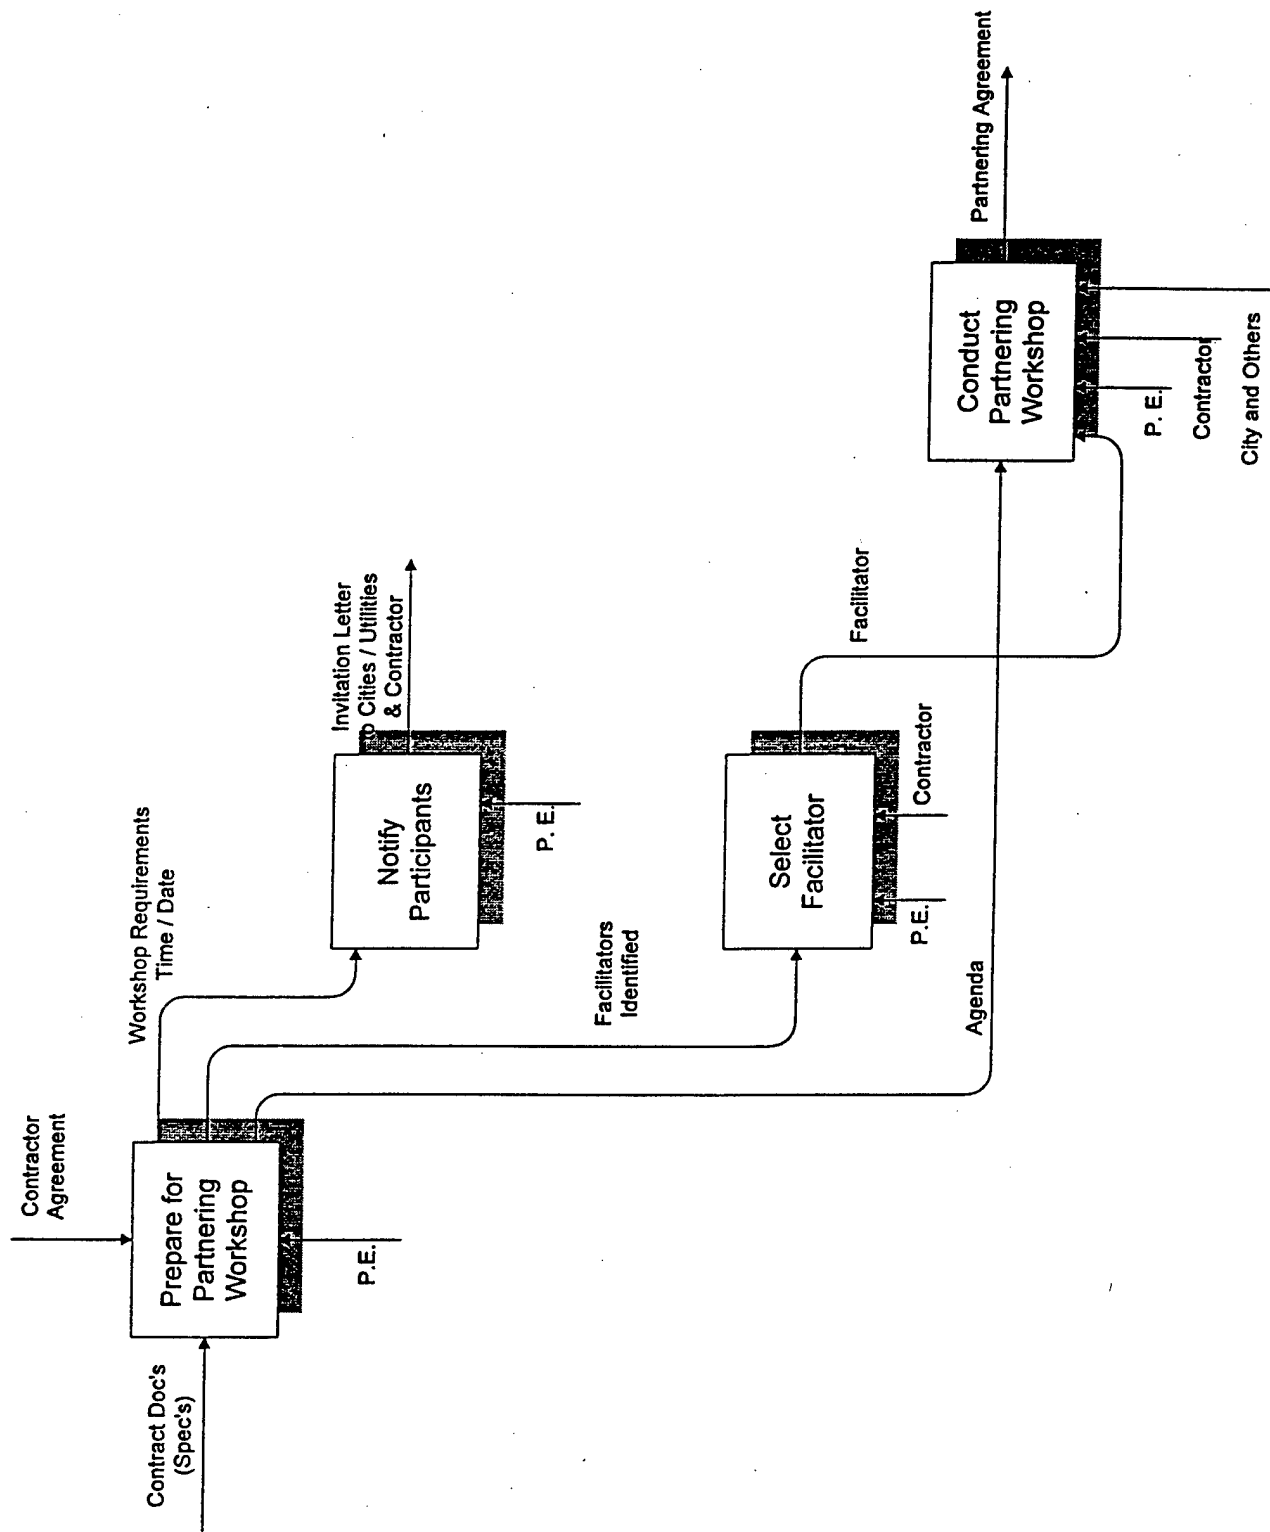 Contractor
Agreement
Contract Doc's
(Spec's)
Prepare for
Partnering
Workshop
P.E.
Workshop Requirements
Time / Date
Notify
Participants
P. E.
Invitation Letter
to Cities / Utilities
& Contractor
Facilitators
Identified
Select
Facilitator
P.E.
Contractor
Facilitator
Agenda
Conduct
Partnering
Workshop
P. E.
Contractor
City and Others
Partnering Agreement